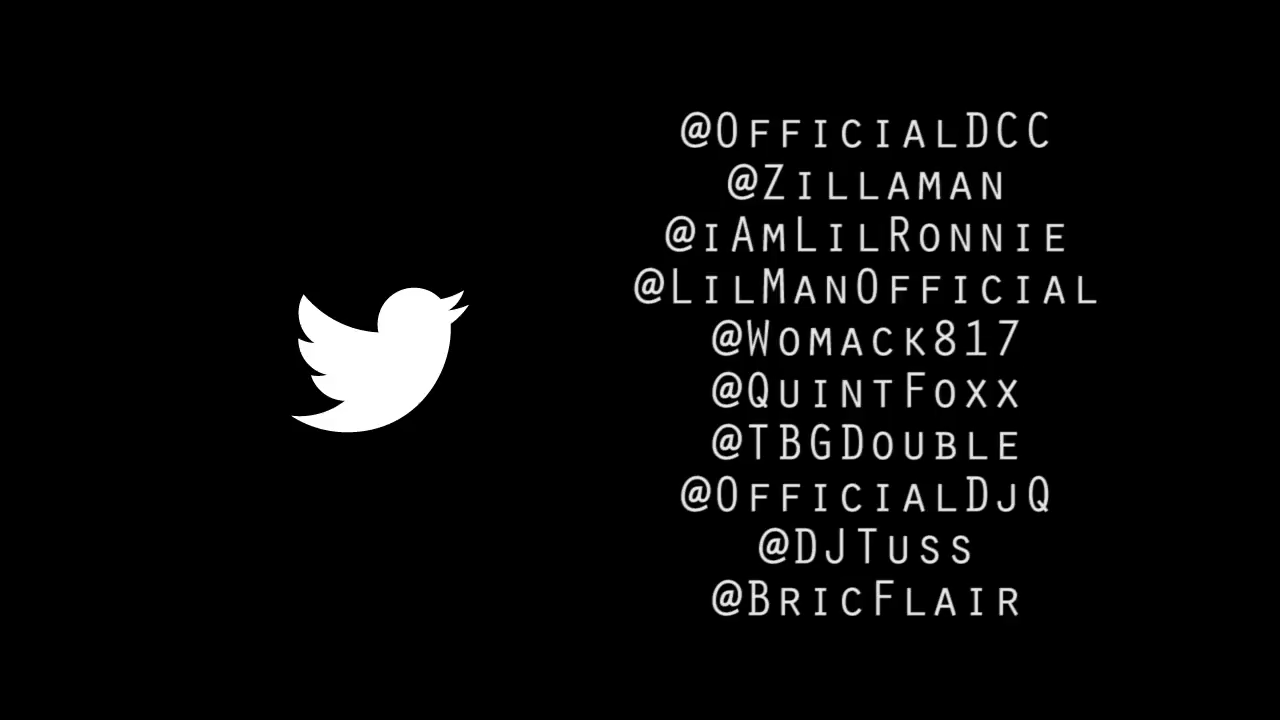 @OfficialDCC
@Zillaman
@iAmLilRonnie
@LilManOfficial
@Womack817
@QuintFoxx
@TBGDouble
@OfficialDjQ
@DJTuss
@BricFlair